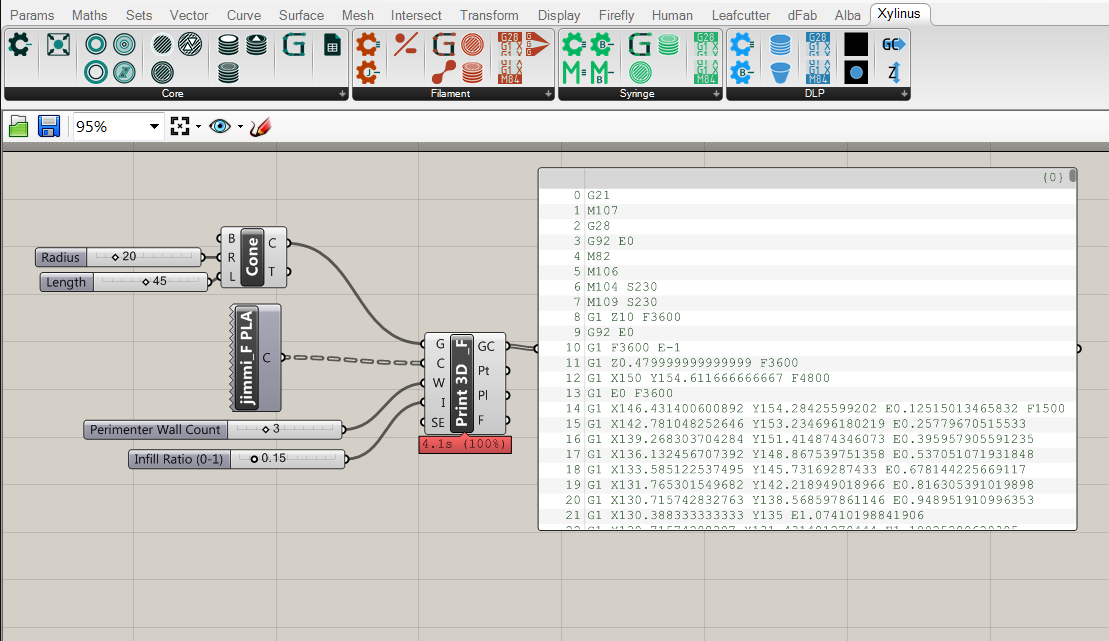 Params Maths Sets Vector Curve Surface Mesh Intersect Transform Display Firefly Human Leafcutter dFab Alba Xylinus
Core Filament Syringe DLP
95%
Radius 20
Length 45
B
R
L
Cone
C
T
jimmi_F PLA
C
Perimenter Wall Count 3
Infill Ratio (0-1) 0.15
G
C
W
I
SE
Print 3D _F
GC
Pt
Pl
F
4.1s (100%)
{0}
0 G21
1 M107
2 G28
3 G92 E0
4 M82
5 M106
6 M104 S230
7 M109 S230
8 G1 Z10 F3600
9 G92 E0
10 G1 F3600 E-1
11 G1 Z0.479999999999999 F3600
12 G1 X150 Y154.611666666667 F4800
13 G1 E0 F3600
14 G1 X146.431400600892 Y154.28425599202 E0.12515013465832 F1500
15 G1 X142.781048252646 Y153.234696180219 E0.25779670515533
16 G1 X139.268303704284 Y151.414874346073 E0.395957905591235
17 G1 X136.132456707392 Y148.867539751358 E0.537051071931848
18 G1 X133.585122537495 Y145.73169287433 E0.678144225669117
19 G1 X131.765301549682 Y142.218949018966 E0.816305391019898
20 G1 X130.715742832763 Y138.568597861146 E0.948951910996353
21 G1 X130.388333333333 Y135 E1.07410198841906